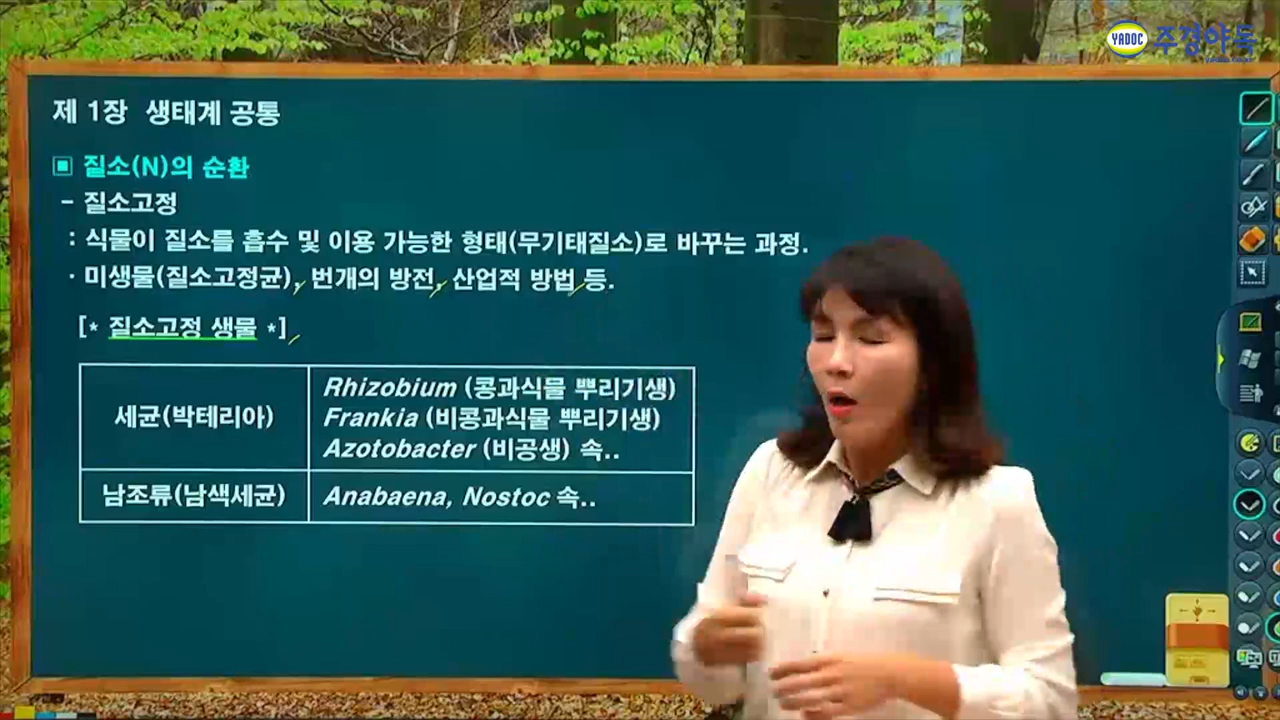 YADOC 주경야독
제 1장 생태계 공통
▣ 질소(N)의 순환
- 질소고정
: 식물이 질소를 흡수 및 이용 가능한 형태(무기태질소)로 바꾸는 과정.
· 미생물(질소고정균), 번개의 방전, 산업적 방법 등.
[* 질소고정 생물 *]
세균(박테리아)
Rhizobium (콩과식물 뿌리기생)
Frankia (비콩과식물 뿌리기생)
Azotobacter (비공생) 속..
남조류(남색세균)
Anabaena, Nostoc 속..